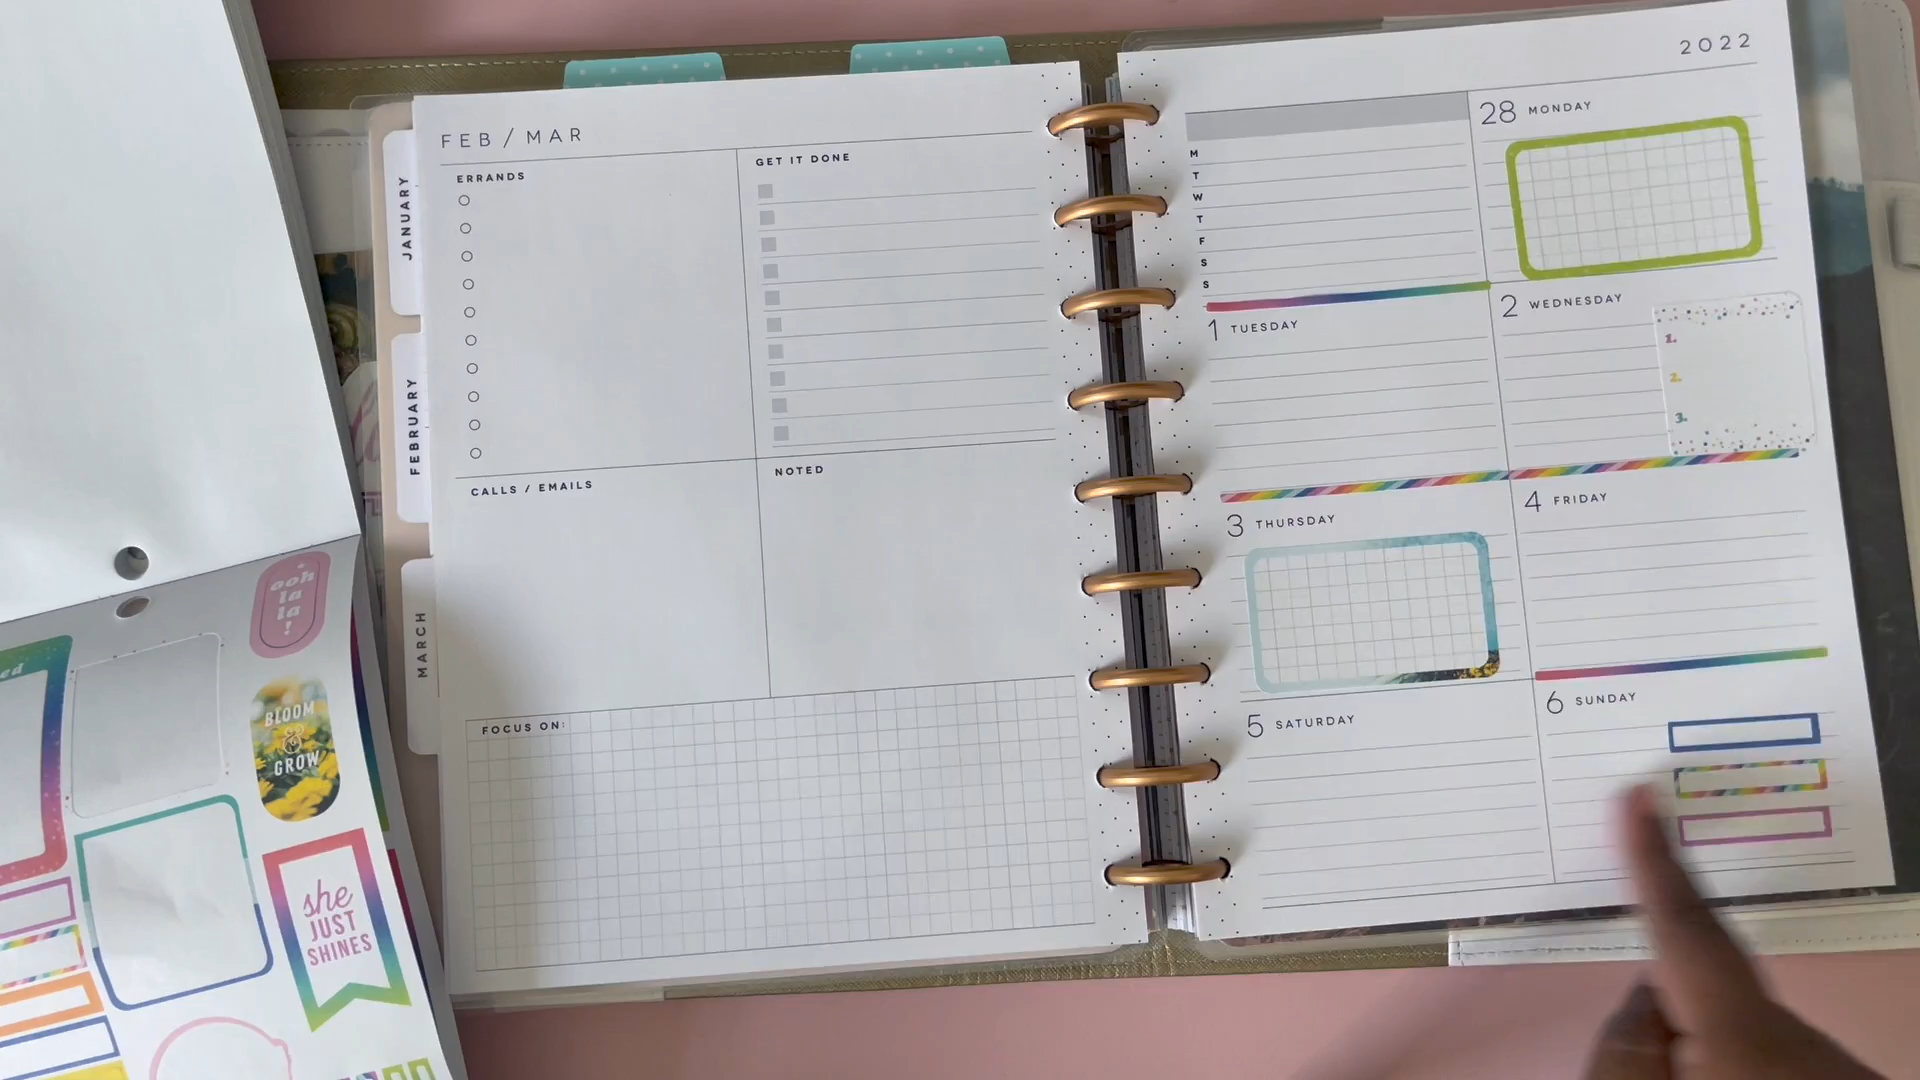 JANUARY
FEBRUARY
MARCH
FEB / MAR
ERRANDS
GET IT DONE
CALLS / EMAILS
NOTED
FOCUS ON:
2022
M
T
W
T
F
S
S
28 MONDAY
1 TUESDAY
2 WEDNESDAY
1.
2.
3.
3 THURSDAY
4 FRIDAY
5 SATURDAY
6 SUNDAY
ooh
la
la
!
BLOOM
&
GROW
she
JUST
SHINES